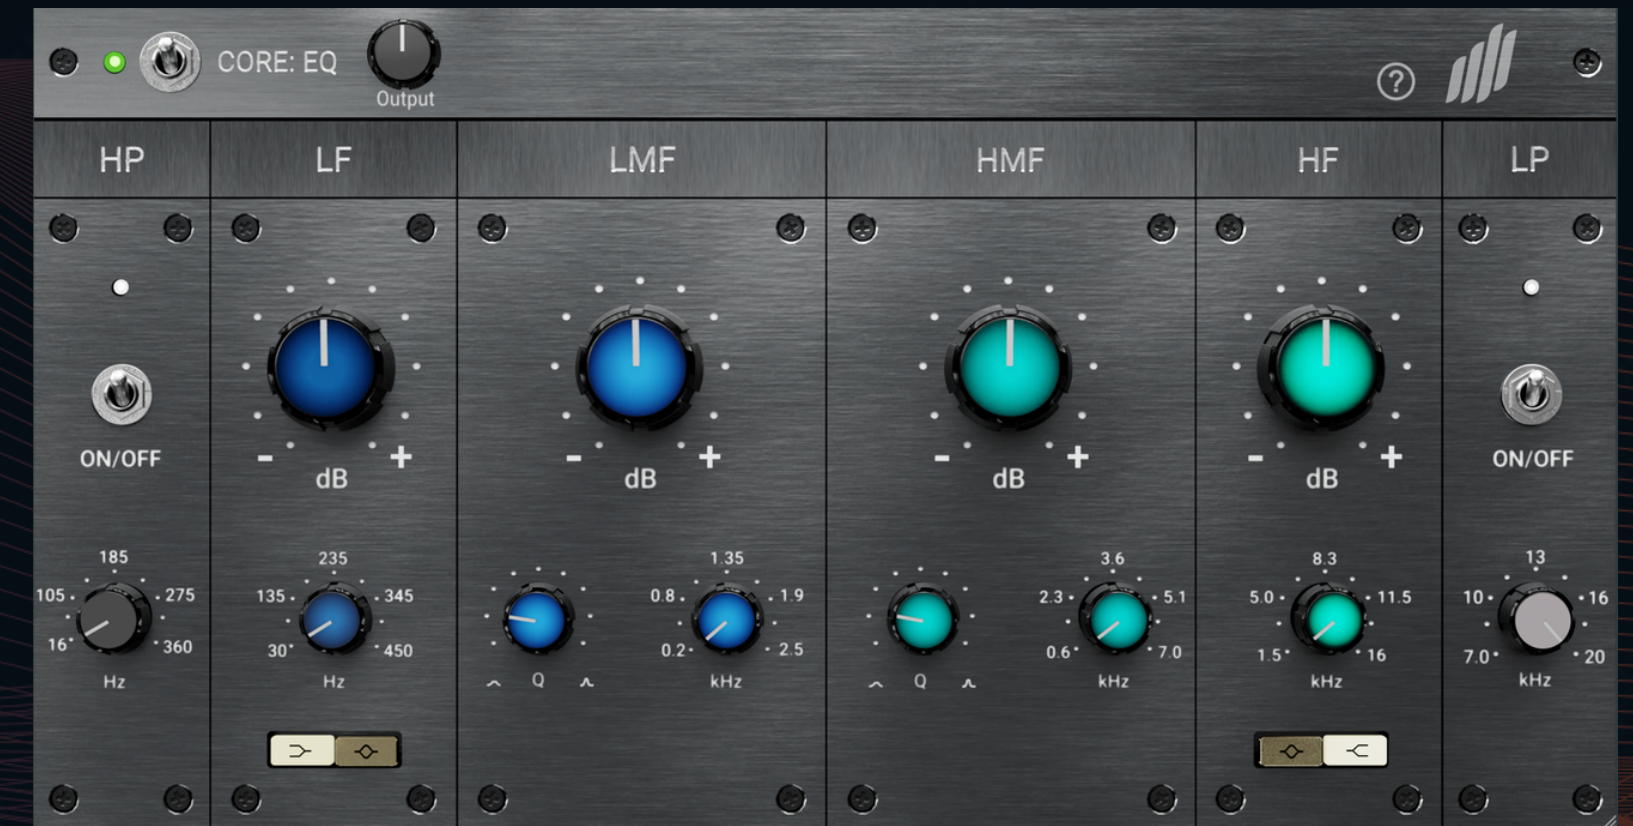 CORE: EQ
Output
?
HP
LF
LMF
HMF
HF
LP
ON/OFF
- +
dB
- +
dB
- +
dB
- +
dB
ON/OFF
185
105 275
16 360
Hz
235
135 345
30 450
Hz
Q
1.35
0.8 1.9
0.2 2.5
kHz
Q
3.6
2.3 5.1
0.6 7.0
kHz
8.3
5.0 11.5
1.5 16
kHz
13
10 16
7.0 20
kHz